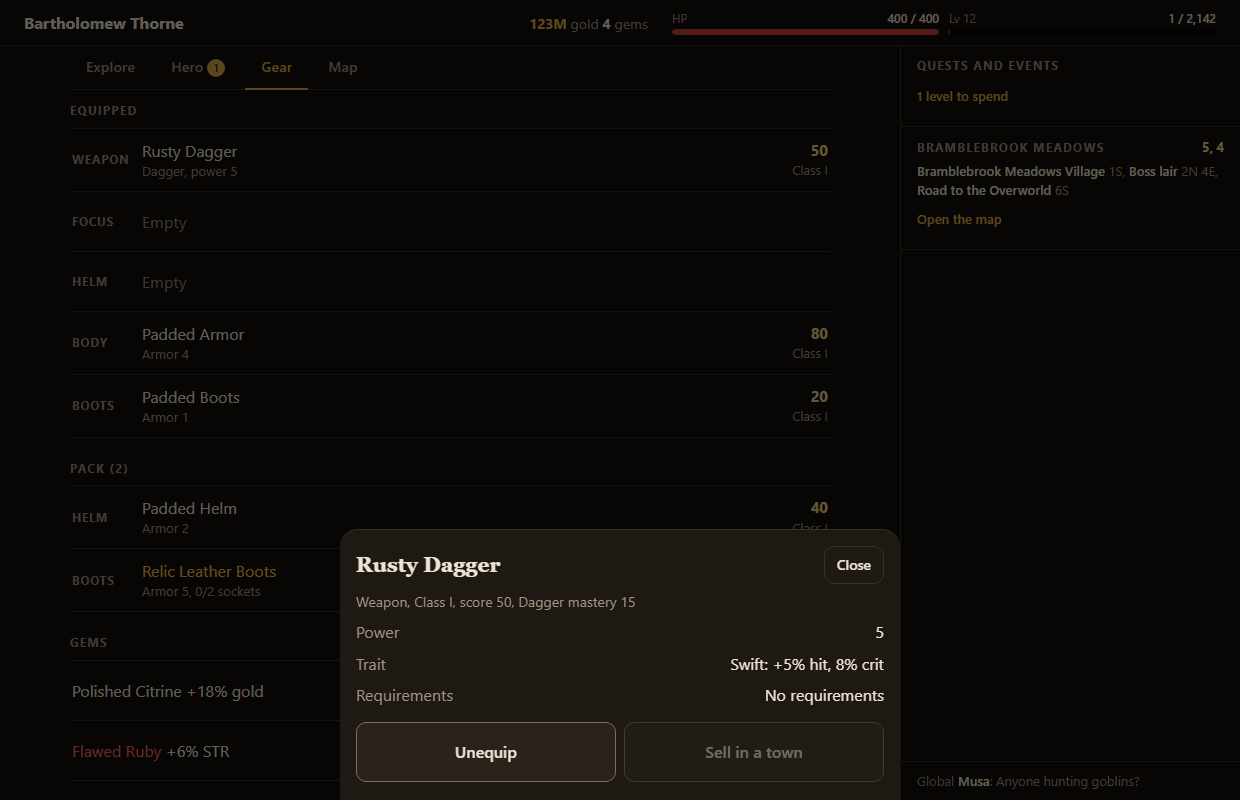 Bartholomew Thorne
123M gold 4 gems
HP 400 / 400
Lv 12 1 / 2,142
Explore Hero 1 Gear Map
EQUIPPED
WEAPON Rusty Dagger 50
Dagger, power 5 Class I
FOCUS Empty
HELM Empty
BODY Padded Armor 80
Armor 4 Class I
BOOTS Padded Boots 20
Armor 1 Class I
PACK (2)
HELM Padded Helm 40
Armor 2 Class I
BOOTS Relic Leather Boots
Armor 5, 0/2 sockets
GEMS
Polished Citrine +18% gold
Flawed Ruby +6% STR
QUESTS AND EVENTS
1 level to spend
BRAMBLEBROOK MEADOWS 5, 4
Bramblebrook Meadows Village 1S, Boss lair 2N 4E,
Road to the Overworld 6S
Open the map
Rusty Dagger Close
Weapon, Class I, score 50, Dagger mastery 15
Power 5
Trait Swift: +5% hit, 8% crit
Requirements No requirements
Unequip Sell in a town
Global Musa: Anyone hunting goblins?